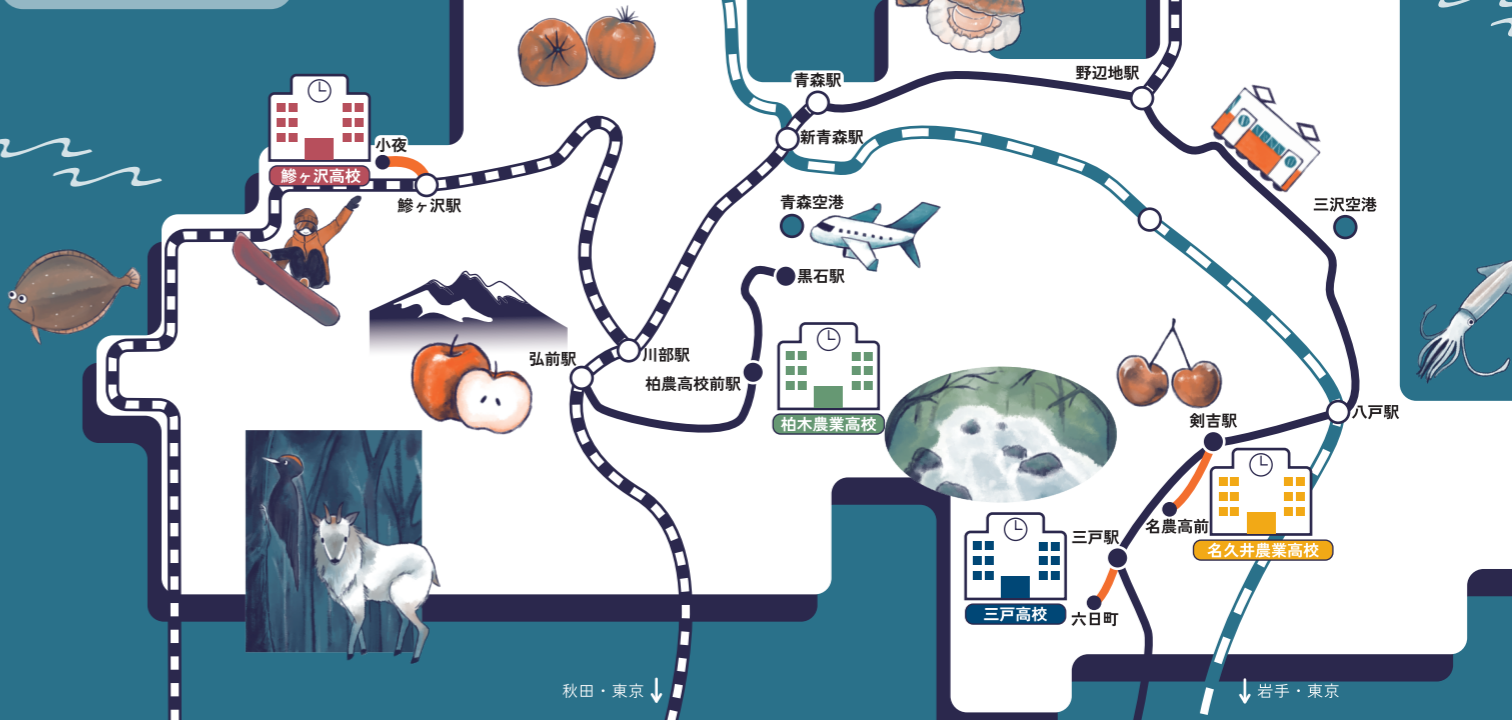 青森駅
野辺地駅
新青森駅
小夜
鰺ヶ沢高校
鰺ヶ沢駅
青森空港
三沢空港
黒石駅
弘前駅
川部駅
柏農高校前駅
柏木農業高校
八戸駅
剣吉駅
名農高前
三戸駅
名久井農業高校
三戸高校
六日町
秋田・東京
岩手・東京